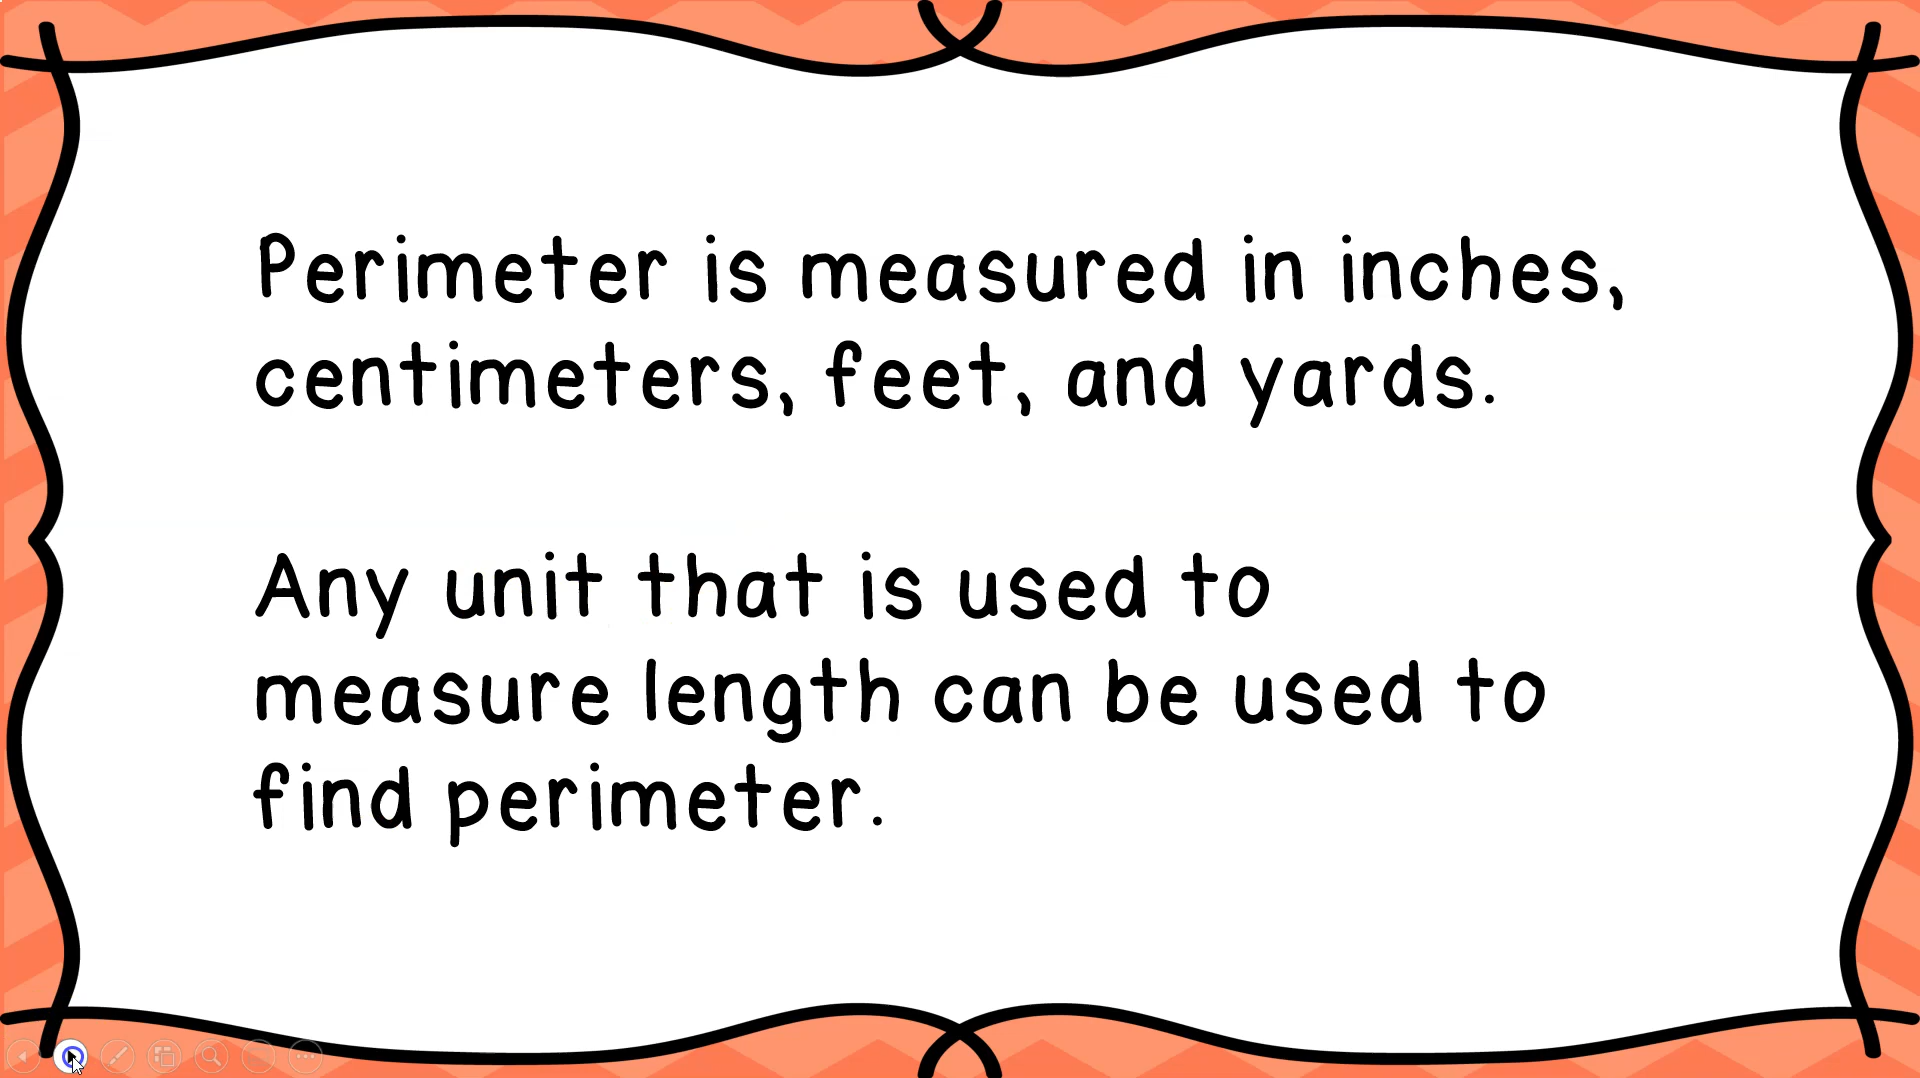 Perimeter is measured in inches,
centimeters, feet, and yards.
Any unit that is used to
measure length can be used to
find perimeter.